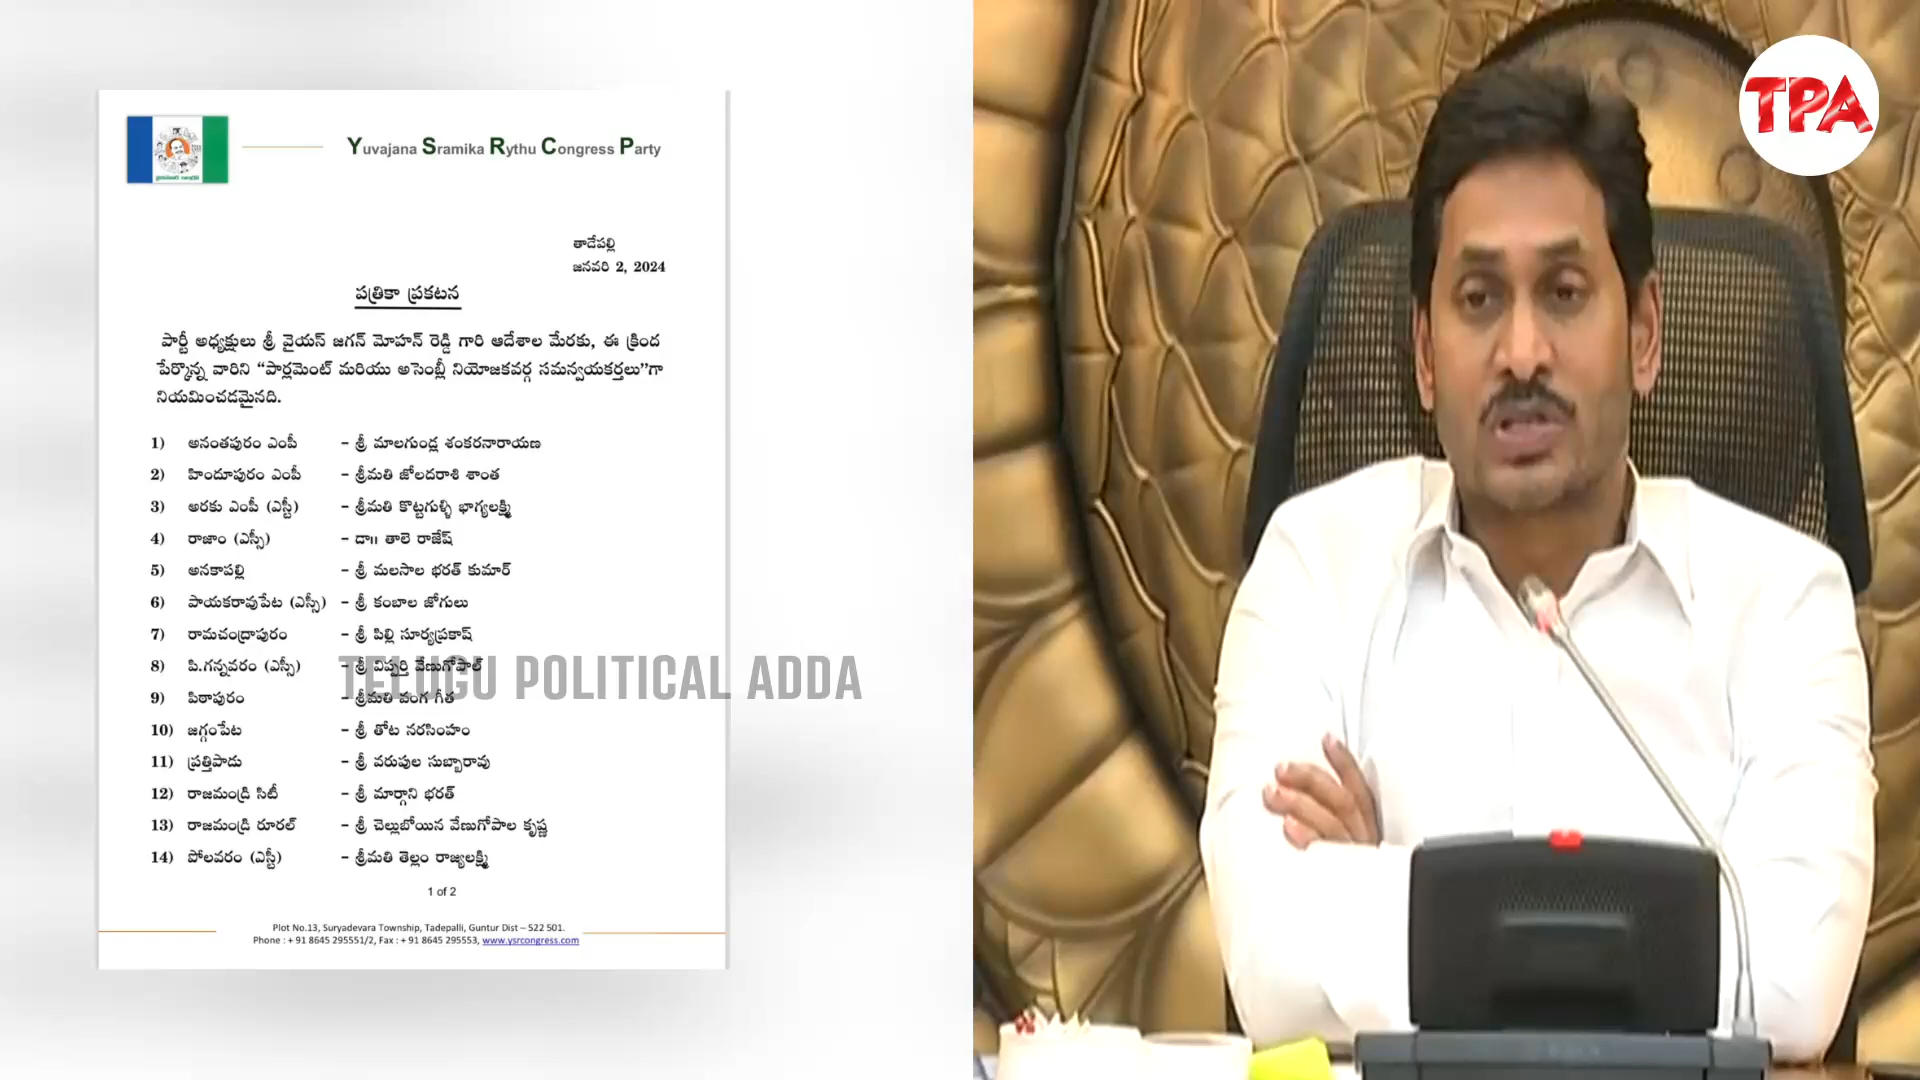 Yuvajana Sramika Rythu Congress Party
తాడేపల్లి
జనవరి 2, 2024
పత్రికా ప్రకటన
పార్టీ అధ్యక్షులు శ్రీ వైయస్ జగన్ మోహన్ రెడ్డి గారి ఆదేశాల మేరకు, ఈ క్రింద
పేర్కొన్న వారిని “పార్లమెంట్ మరియు అసెంబ్లీ నియోజకవర్గ సమన్వయకర్తలు”గా
నియమించడమైనది.
1) అనంతపురం ఎంపీ – శ్రీ మాలగుండ్ల శంకరనారాయణ
2) హిందూపురం ఎంపీ – శ్రీమతి జోలదరాశి శాంత
3) అరకు ఎంపీ (ఎస్టీ) – శ్రీమతి కొట్టగుళ్ళి భాగ్యలక్ష్మి
4) రాజాం (ఎస్సీ) – డా॥ తాలె రాజేష్
5) అనకాపల్లి – శ్రీ మలసాల భరత్ కుమార్
6) పాయకరావుపేట (ఎస్సీ) – శ్రీ కంబాల జోగులు
7) రామచంద్రాపురం – శ్రీ పిల్లి సూర్యప్రకాష్
8) పి.గన్నవరం (ఎస్సీ) – శ్రీ విప్పర్తి వేణుగోపాల్
9) పిఠాపురం – శ్రీమతి వంగ గీత
10) జగ్గంపేట – శ్రీ తోట నరసింహం
11) ప్రత్తిపాడు – శ్రీ వరుపుల సుబ్బారావు
12) రాజమండ్రి సిటీ – శ్రీ మార్గాని భరత్
13) రాజమండ్రి రూరల్ – శ్రీ చెల్లుబోయిన వేణుగోపాల కృష్ణ
14) పోలవరం (ఎస్టీ) – శ్రీమతి తెల్లం రాజ్యలక్ష్మి
1 of 2
Plot No.13, Suryadevara Township, Tadepalli, Guntur Dist – 522 501.
Phone : + 91 8645 295551/2, Fax : + 91 8645 295553, www.ysrcongress.com
TELUGU POLITICAL ADDA
TPA